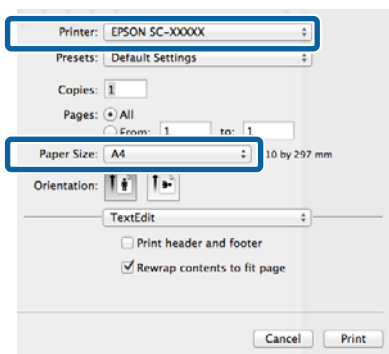 Printer: EPSON SC-XXXXX
Presets: Default Settings
Copies: 1
Pages: All
From: 1 to: 1
Paper Size: A4 10 by 297 mm
Orientation:
TextEdit
Print header and footer
Rewrap contents to fit page
Cancel Print